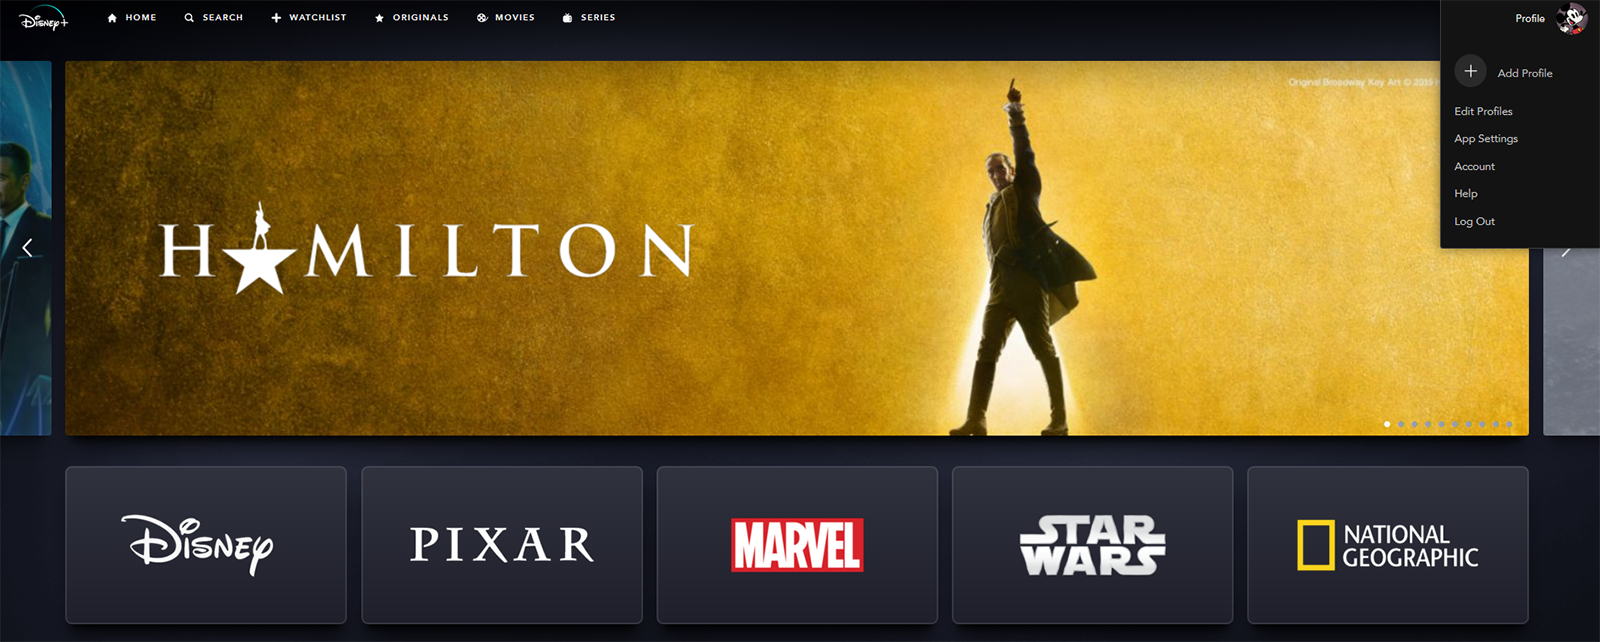 Disney+
HOME
SEARCH
WATCHLIST
ORIGINALS
MOVIES
SERIES
Profile
Add Profile
Edit Profiles
App Settings
Account
Help
Log Out
Original Broadway Key Art © 2015
HAMILTON
Disney
PIXAR
MARVEL
STAR
WARS
NATIONAL
GEOGRAPHIC